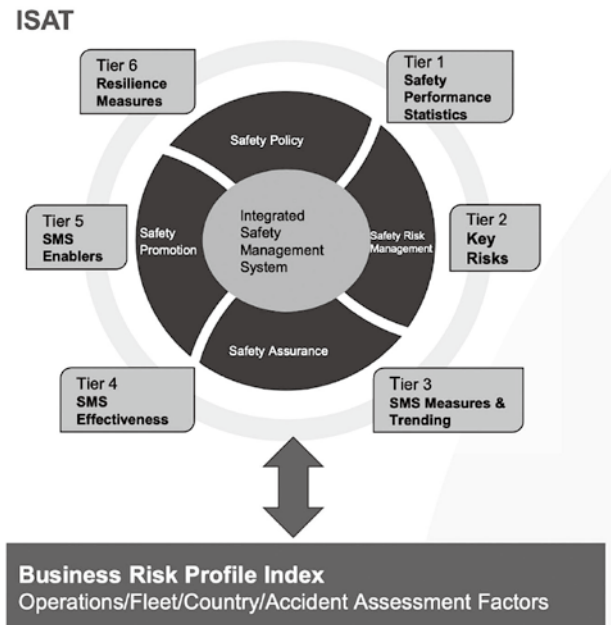 ISAT
Tier 6
Resilience
Measures
Tier 1
Safety
Performance
Statistics
Safety Policy
Tier 5
SMS
Enablers
Safety
Promotion
Integrated
Safety
Management
System
Safety Risk
Management
Tier 2
Key
Risks
Safety Assurance
Tier 4
SMS
Effectiveness
Tier 3
SMS Measures &
Trending
Business Risk Profile Index
Operations/Fleet/Country/Accident Assessment Factors